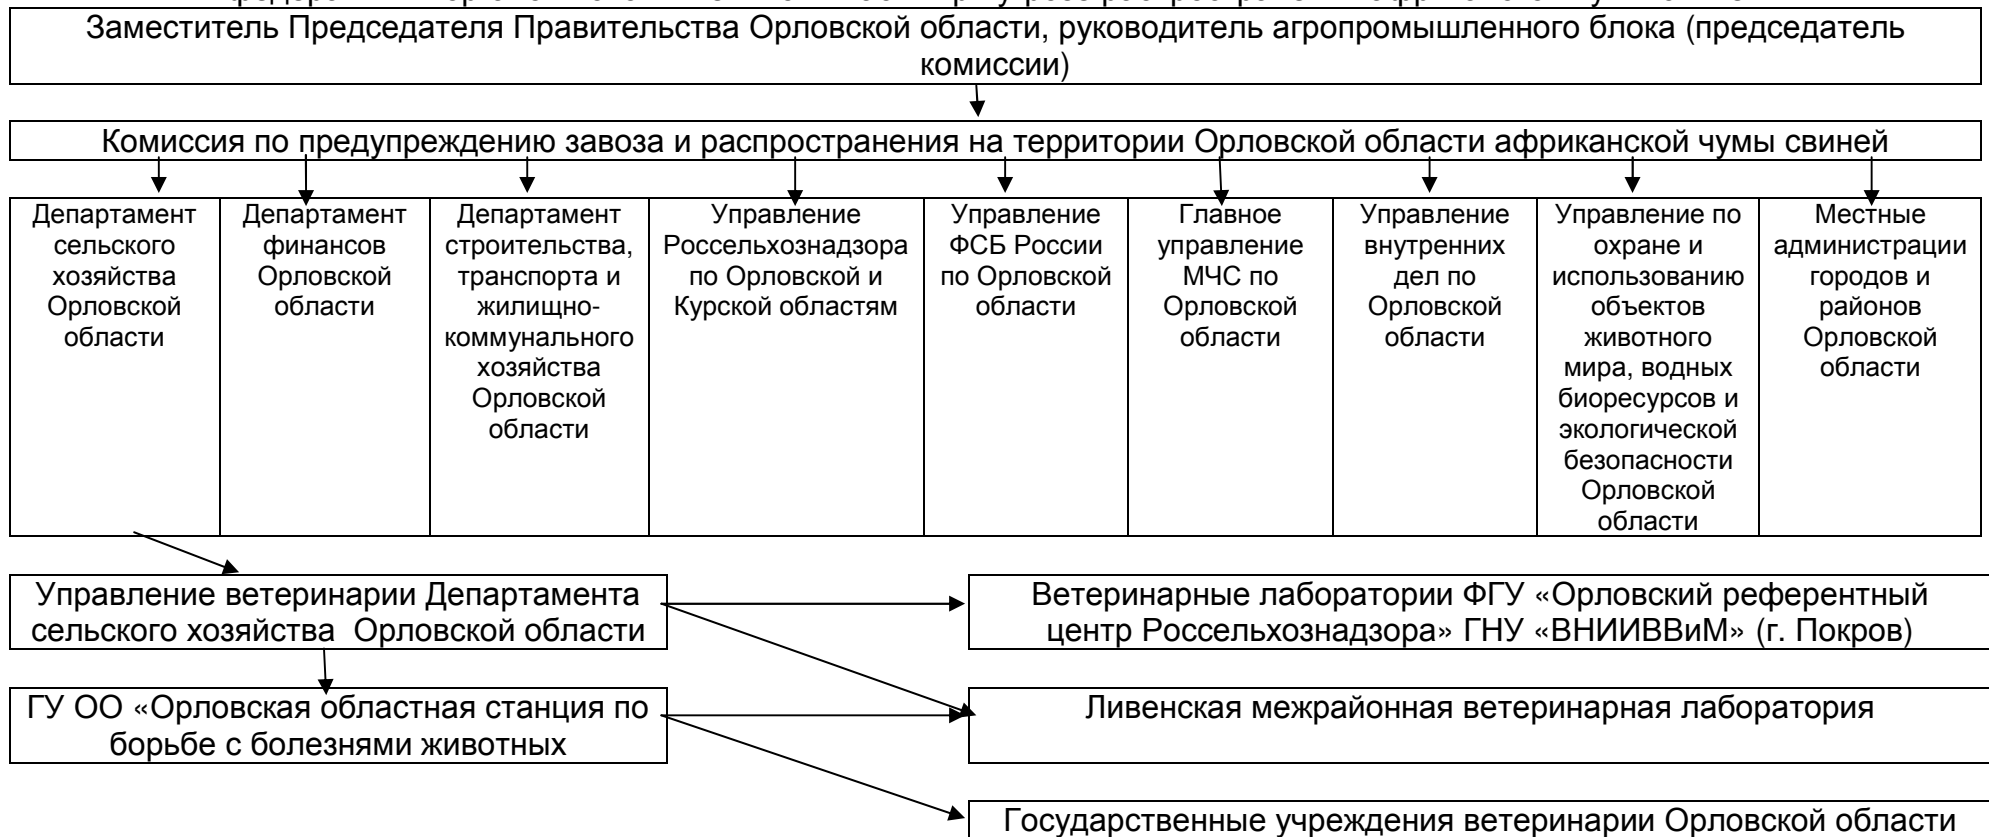 Заместитель Председателя Правительства Орловской области, руководитель агропромышленного блока (председатель
комиссии)
Комиссия по предупреждению завоза и распространения на территории Орловской области африканской чумы свиней
Департамент
сельского
хозяйства
Орловской
области
Департамент
финансов
Орловской
области
Департамент
строительства,
транспорта и
жилищно-
коммунального
хозяйства
Орловской
области
Управление
Россельхознадзора
по Орловской и
Курской областям
Управление
ФСБ России
по Орловской
области
Главное
управление
МЧС по
Орловской
области
Управление
внутренних
дел по
Орловской
области
Управление по
охране и
использованию
объектов
животного
мира, водных
биоресурсов и
экологической
безопасности
Орловской
области
Местные
администрации
городов и
районов
Орловской
области
Управление ветеринарии Департамента
сельского хозяйства Орловской области
Ветеринарные лаборатории ФГУ «Орловский референтный
центр Россельхознадзора» ГНУ «ВНИИВВиМ» (г. Покров)
ГУ ОО «Орловская областная станция по
борьбе с болезнями животных
Ливенская межрайонная ветеринарная лаборатория
Государственные учреждения ветеринарии Орловской области